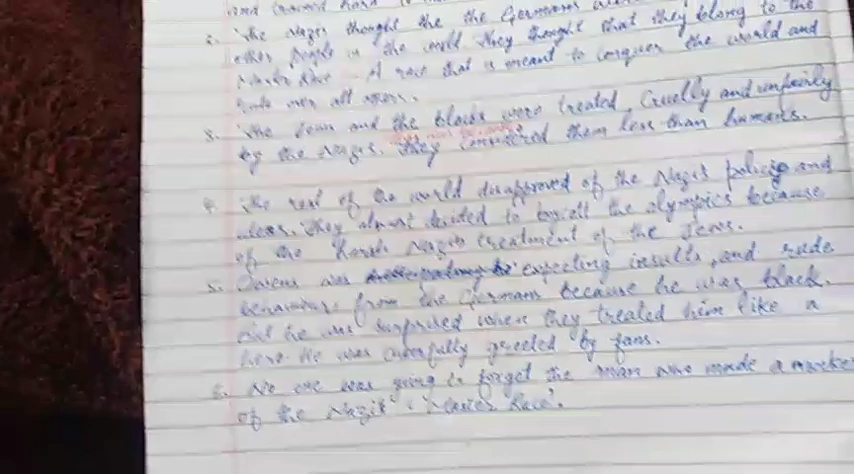 2. The Nazis thought the the Germans
other people in the world. They thought that they blong to the
Master Race - A race that is meant to conquer the world and
rule over all others.
3. The Jews and the blacks were treated Cruelly and unfairly
by the Nazis. They considered them less than humans.
4. The rest of the world disapproved of the Nazis policies and
ideas. They almost decided to boycott the olympics because
of the Harsh Nazis treatment of the Jews.
5. Owens was expecting insults and rude
behaviour from the Germans because he was black.
But he was surprised when they treated him like a
hero. He was greeted by fans.
6. No one was going to forget the man who made a
of the Nazis' 'Master Race'.